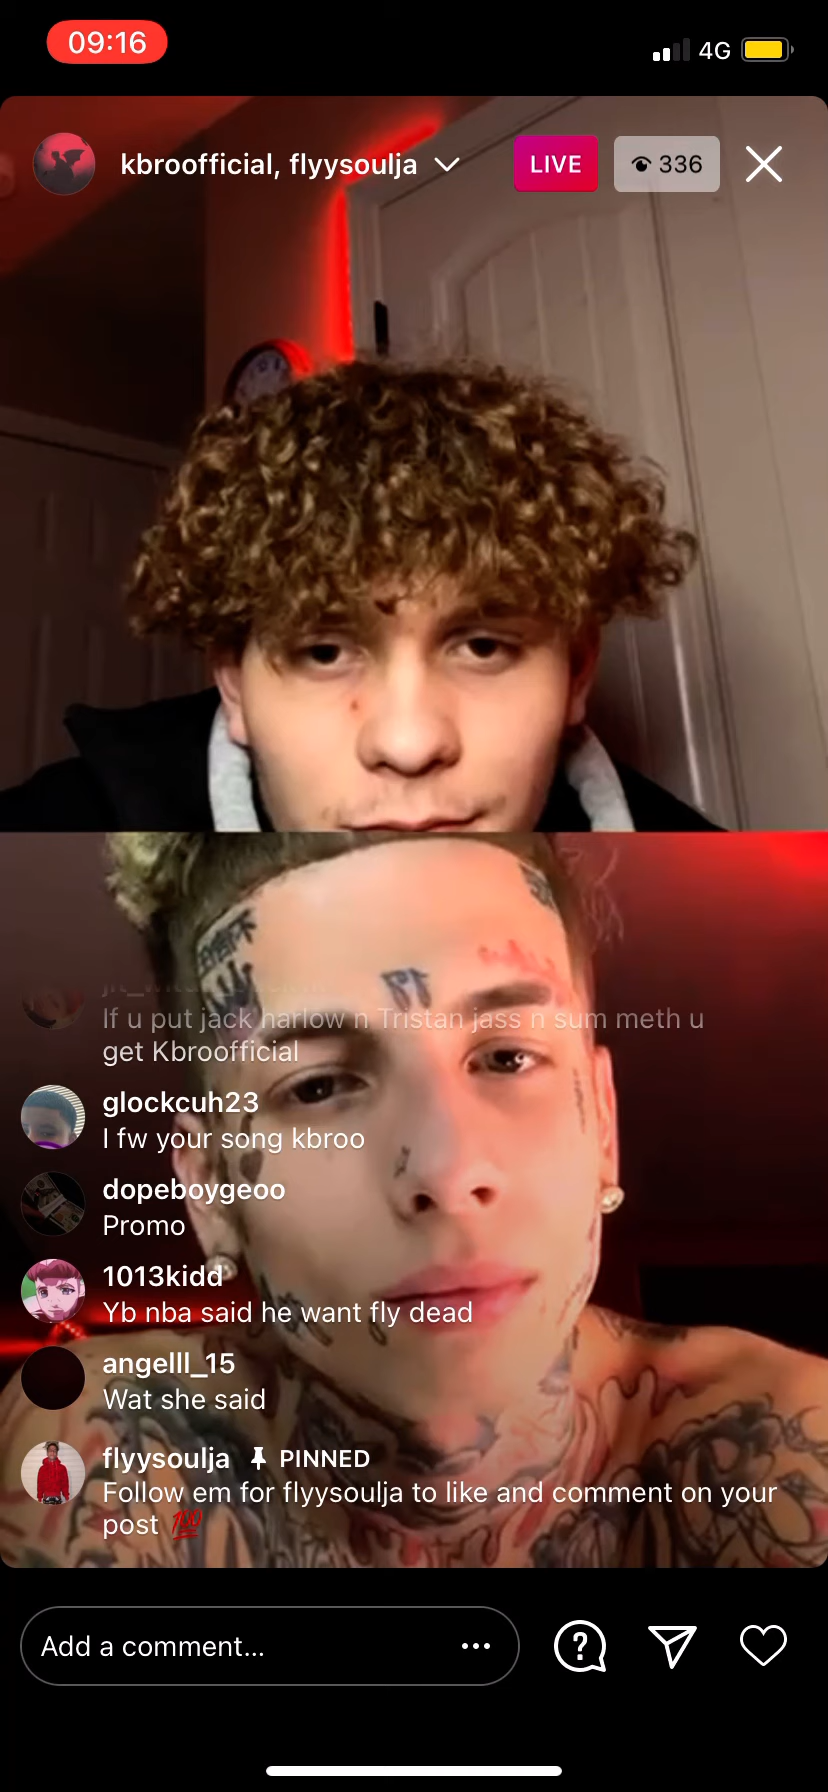 09:16
4G
kbroofficial, flyysoulja
LIVE
336
If u put jack harlow n Tristan jass n sum meth u
get Kbroofficial
glockcuh23
I fw your song kbroo
dopeboygeoo
Promo
1013kidd
Yb nba said he want fly dead
angelll_15
Wat she said
flyysoulja PINNED
Follow em for flyysoulja to like and comment on your
post 💯
Add a comment...